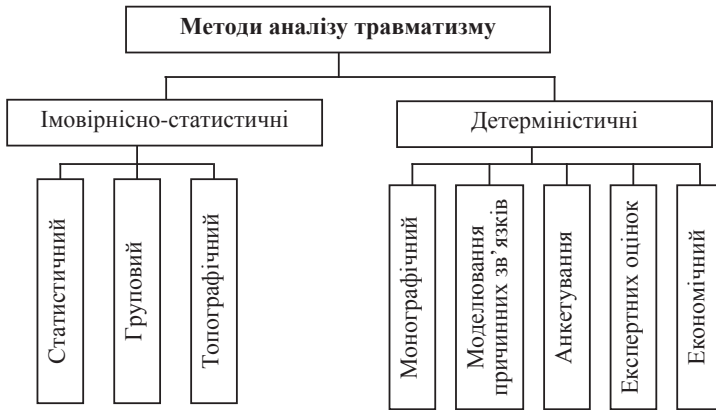 Методи аналізу травматизму
Імовірнісно-статистичні
Детерміністичні
Статистичний
Груповий
Топографічний
Монографічний
Моделювання
причинних зв’язків
Анкетування
Експертних оцінок
Економічний